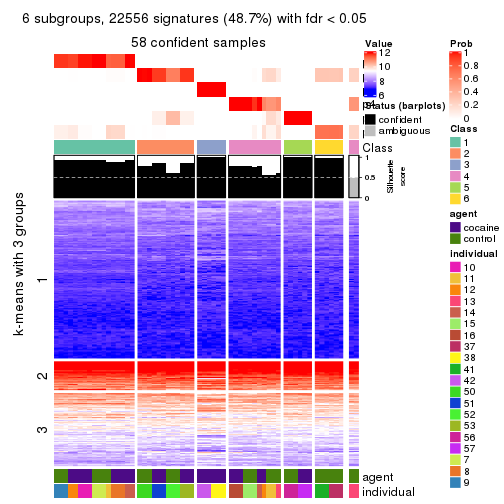 6 subgroups, 22556 signatures (48.7%) with fdr < 0.05
58 confident samples
k-means with 3 groups
1
2
3
Class
1
0.5
0
Silhouette
score
agent
individual
Value
12
10
8
6
Status (barplots)
confident
ambiguous
Prob
1
0.8
0.6
0.4
0.2
0
Class
1
2
3
4
5
6
agent
cocaine
control
Individual
10
11
12
13
14
15
16
37
38
41
42
50
51
52
53
56
57
7
8
9